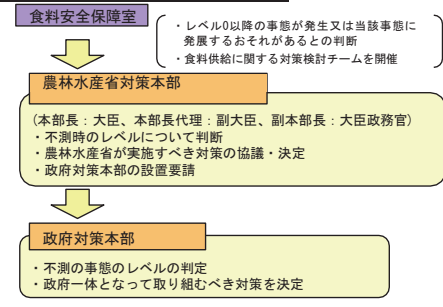 食料安全保障室
・レベル0以降の事態が発生又は当該事態に
発展するおそれがあるとの判断
・食料供給に関する対策検討チームを開催
農林水産省対策本部
(本部長：大臣、本部長代理：副大臣、副本部長：大臣政務官)
・不測時のレベルについて判断
・農林水産省が実施すべき対策の協議・決定
・政府対策本部の設置要請
政府対策本部
・不測の事態のレベルの判定
・政府一体となって取り組むべき対策を決定